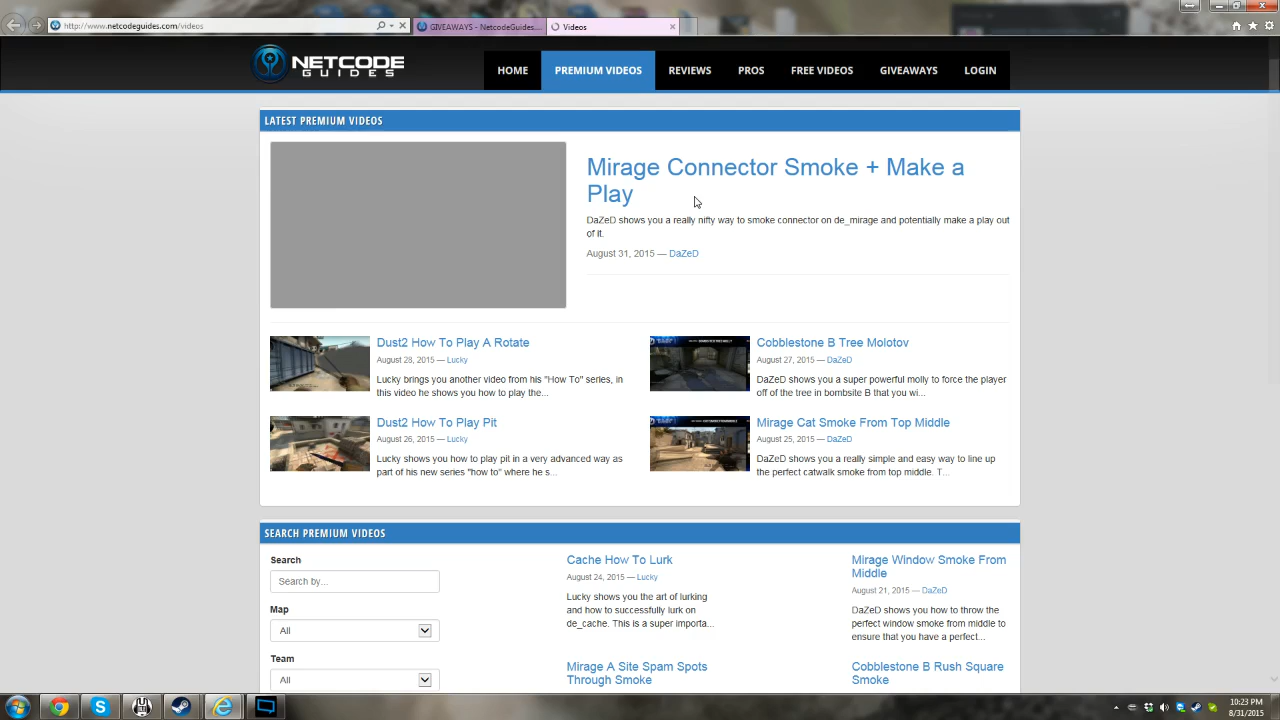 http://www.netcodeguides.com/videos
GIVEAWAYS - NetcodeGuides....
Videos
NETCODE
GUIDES
HOME
PREMIUM VIDEOS
REVIEWS
PROS
FREE VIDEOS
GIVEAWAYS
LOGIN
LATEST PREMIUM VIDEOS
Mirage Connector Smoke + Make a
Play
DaZeD shows you a really nifty way to smoke connector on de_mirage and potentially make a play out
of it.
August 31, 2015 — DaZeD
Dust2 How To Play A Rotate
August 28, 2015 — Lucky
Lucky brings you another video from his "How To" series, in
this video he shows you how to play the...
Cobblestone B Tree Molotov
August 27, 2015 — DaZeD
DaZeD shows you a super powerful molly to force the player
off of the tree in bombsite B that you wi...
Dust2 How To Play Pit
August 26, 2015 — Lucky
Lucky shows you how to play pit in a very advanced way as
part of his new series "how to" where he s...
Mirage Cat Smoke From Top Middle
August 25, 2015 — DaZeD
DaZeD shows you a really simple and easy way to line up
the perfect catwalk smoke from top middle. T...
SEARCH PREMIUM VIDEOS
Search
Search by...
Map
All
Team
All
Cache How To Lurk
August 24, 2015 — Lucky
Lucky shows you the art of lurking
and how to successfully lurk on
de_cache. This is a super importa...
Mirage Window Smoke From
Middle
August 21, 2015 — DaZeD
DaZeD shows you how to throw the
perfect window smoke from middle to
ensure that you have a perfect...
Mirage A Site Spam Spots
Through Smoke
Cobblestone B Rush Square
Smoke
10:23 PM
8/31/2015